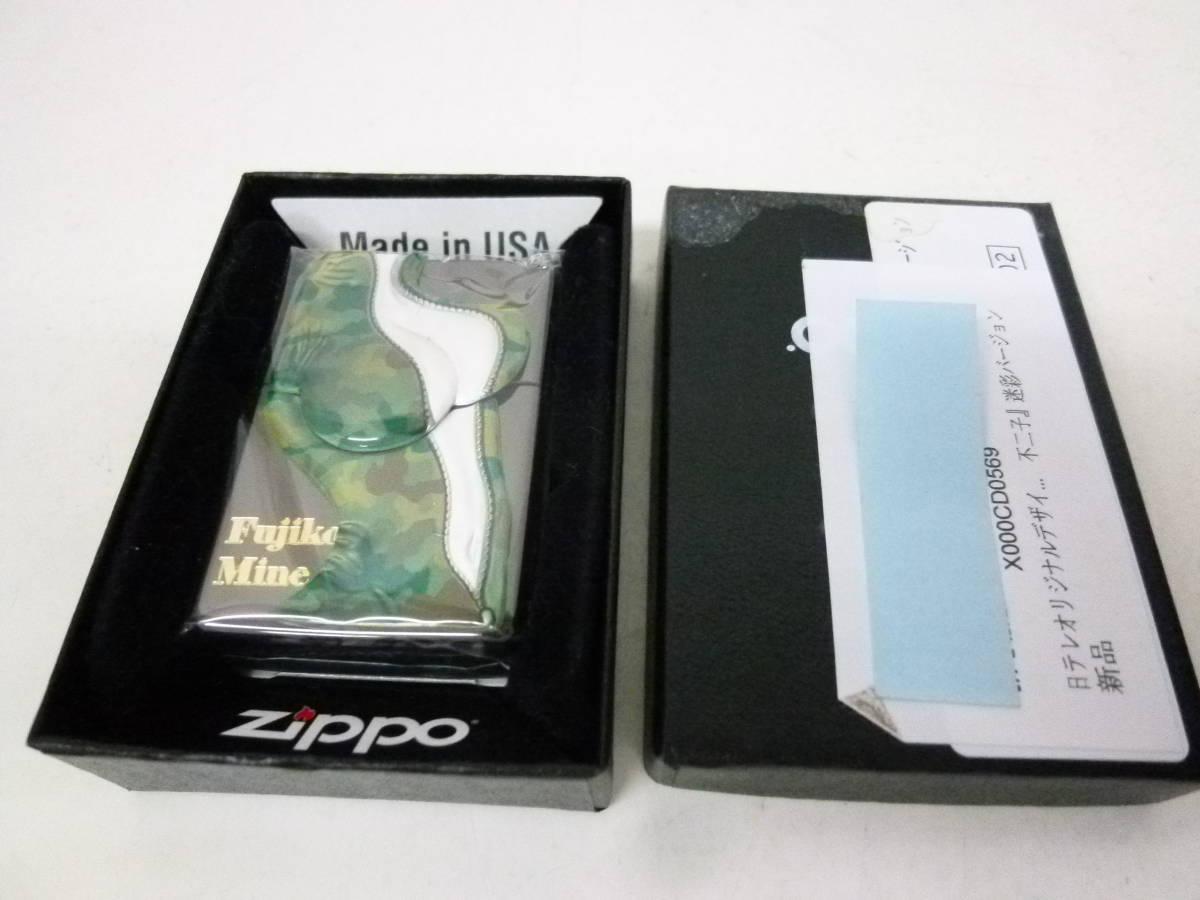 Made in USA
Fujiko
Mine
zippo
ージョン
X000CD0569
日テレオリジナルデザイ... 不二子』迷彩バージョン
新品